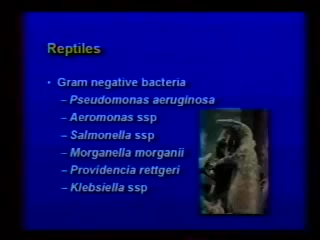 Reptiles
• Gram negative bacteria
– Pseudomonas aeruginosa
– Aeromonas ssp
– Salmonella ssp
– Morganella morganii
– Providencia rettgeri
– Klebsiella ssp